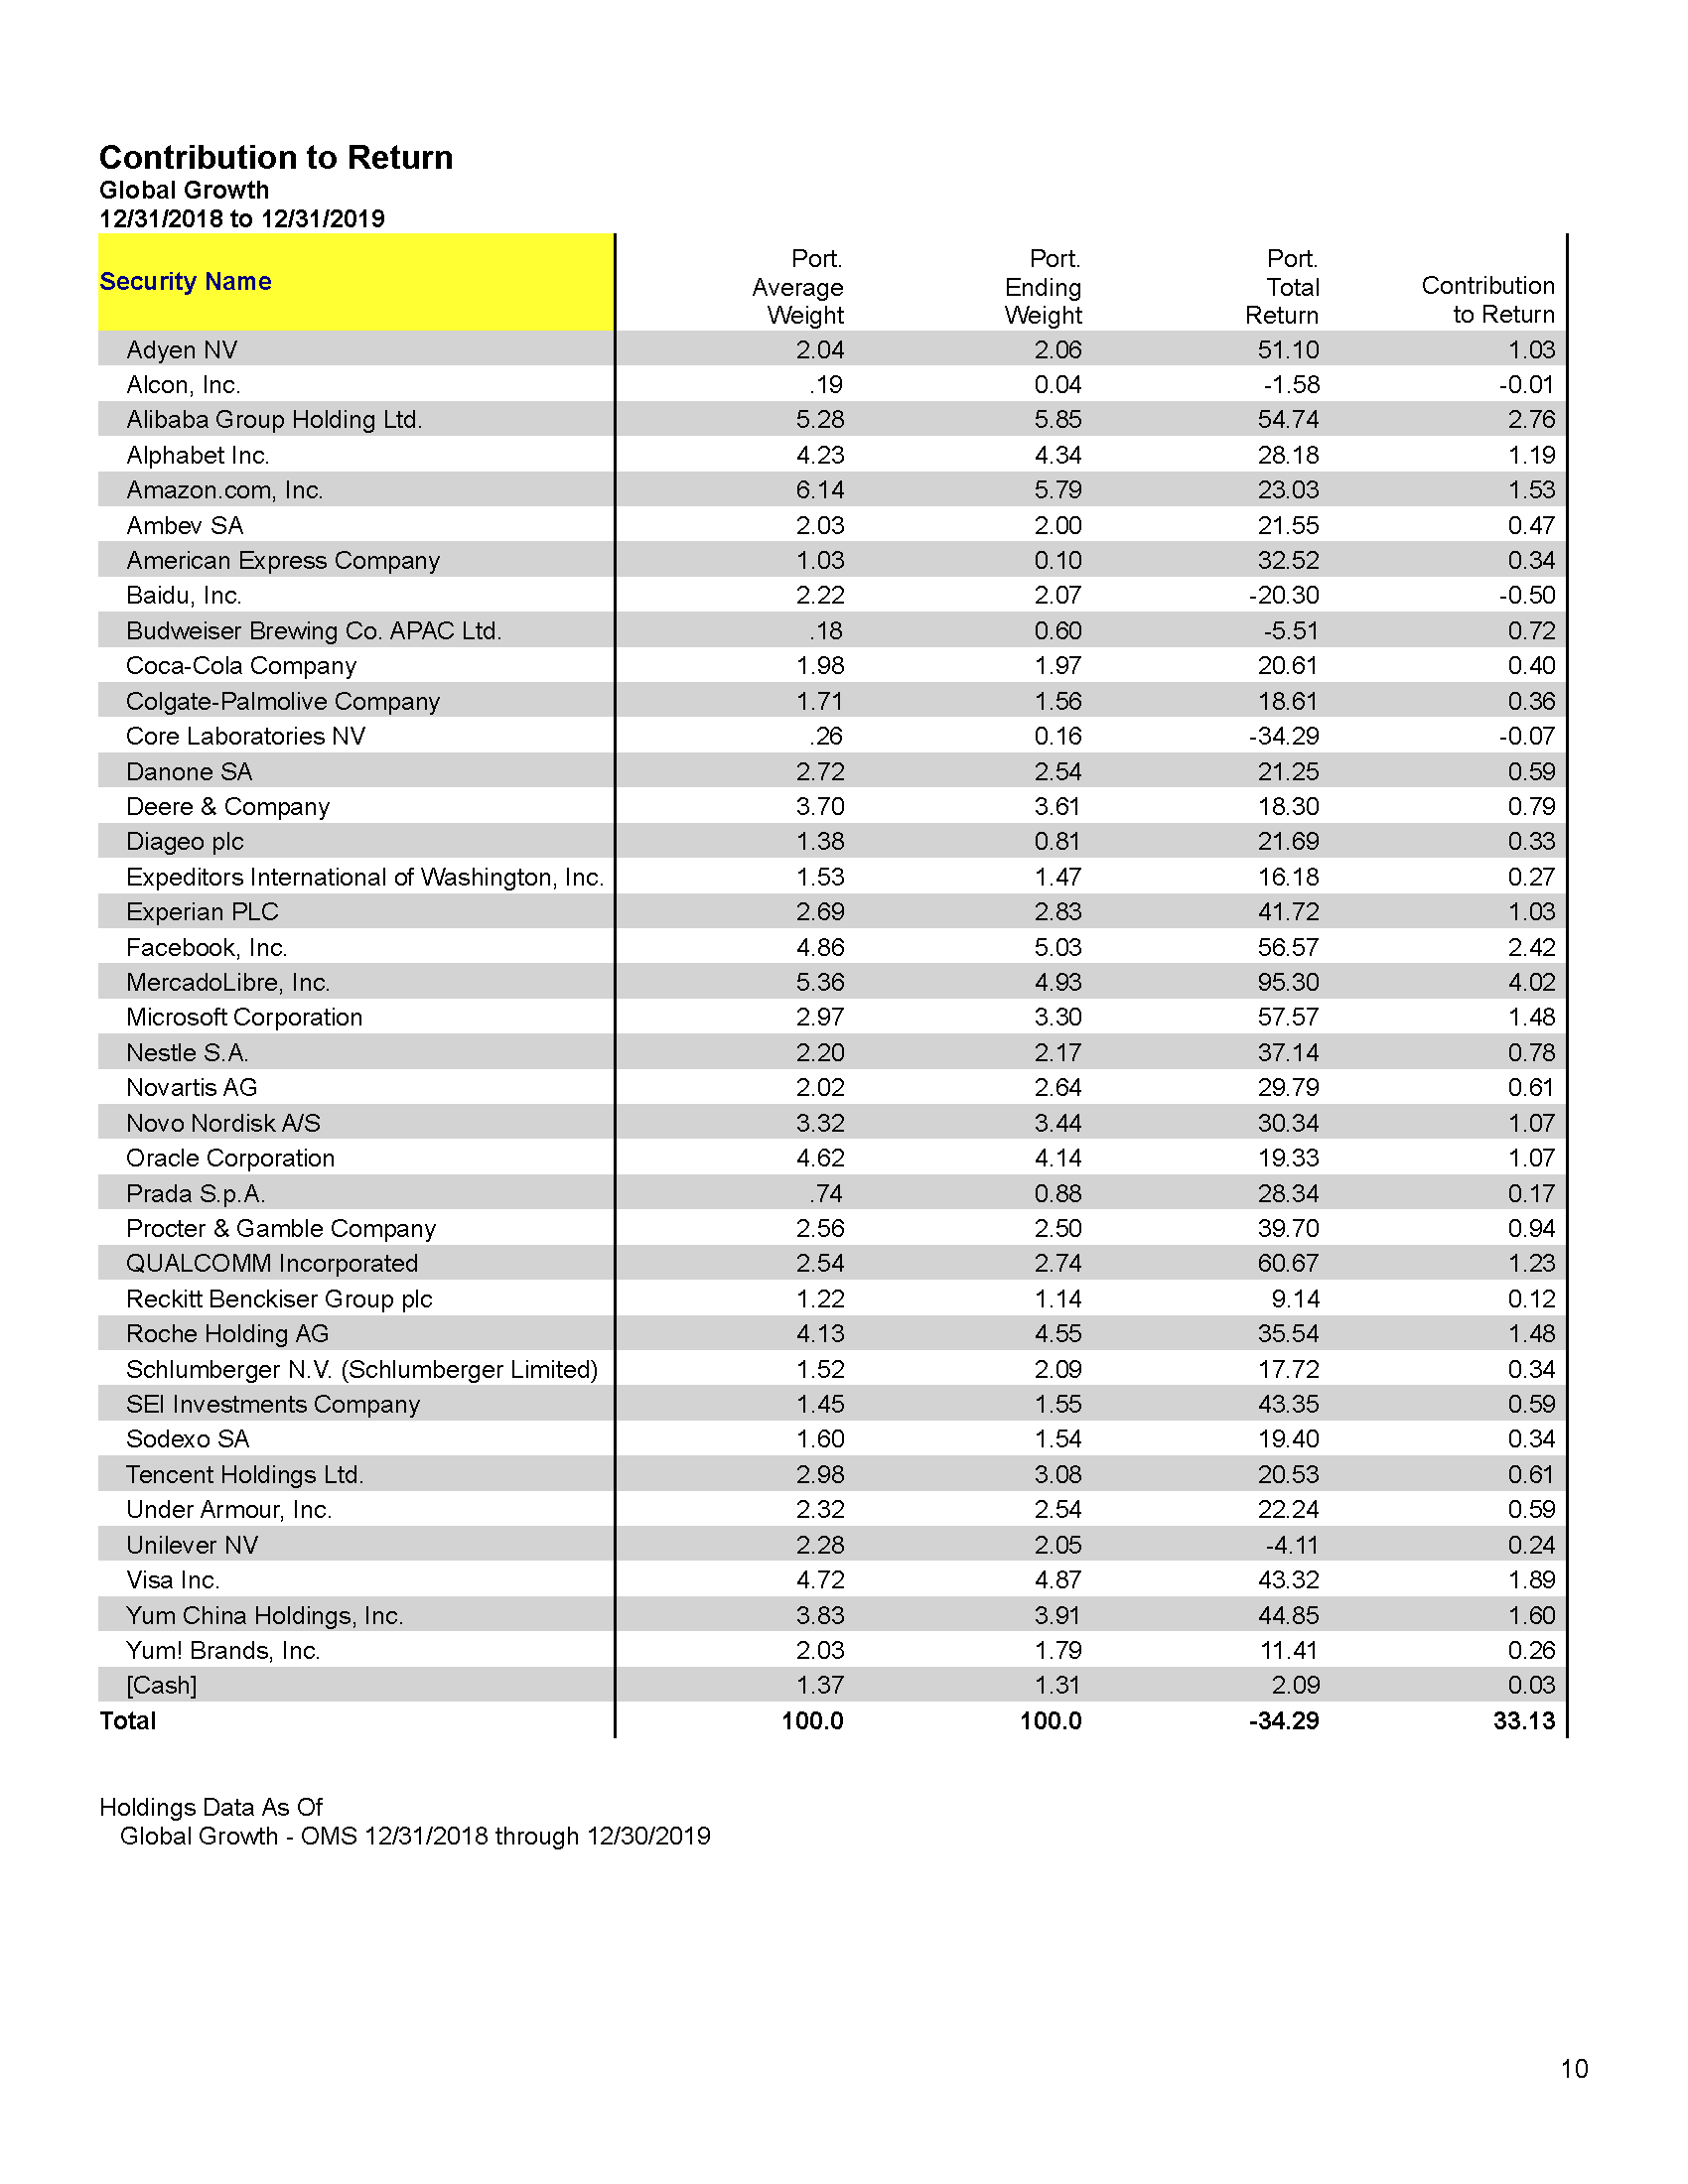 Contribution to Return
Global Growth
12/31/2018 to 12/31/2019
Security Name Port. Average Weight Port. Ending Weight Port. Total Return Contribution to Return
Adyen NV 2.04 2.06 51.10 1.03
Alcon, Inc. .19 0.04 -1.58 -0.01
Alibaba Group Holding Ltd. 5.28 5.85 54.74 2.76
Alphabet Inc. 4.23 4.34 28.18 1.19
Amazon.com, Inc. 6.14 5.79 23.03 1.53
Ambev SA 2.03 2.00 21.55 0.47
American Express Company 1.03 0.10 32.52 0.34
Baidu, Inc. 2.22 2.07 -20.30 -0.50
Budweiser Brewing Co. APAC Ltd. .18 0.60 -5.51 0.72
Coca-Cola Company 1.98 1.97 20.61 0.40
Colgate-Palmolive Company 1.71 1.56 18.61 0.36
Core Laboratories NV .26 0.16 -34.29 -0.07
Danone SA 2.72 2.54 21.25 0.59
Deere & Company 3.70 3.61 18.30 0.79
Diageo plc 1.38 0.81 21.69 0.33
Expeditors International of Washington, Inc. 1.53 1.47 16.18 0.27
Experian PLC 2.69 2.83 41.72 1.03
Facebook, Inc. 4.86 5.03 56.57 2.42
MercadoLibre, Inc. 5.36 4.93 95.30 4.02
Microsoft Corporation 2.97 3.30 57.57 1.48
Nestle S.A. 2.20 2.17 37.14 0.78
Novartis AG 2.02 2.64 29.79 0.61
Novo Nordisk A/S 3.32 3.44 30.34 1.07
Oracle Corporation 4.62 4.14 19.33 1.07
Prada S.p.A. .74 0.88 28.34 0.17
Procter & Gamble Company 2.56 2.50 39.70 0.94
QUALCOMM Incorporated 2.54 2.74 60.67 1.23
Reckitt Benckiser Group plc 1.22 1.14 9.14 0.12
Roche Holding AG 4.13 4.55 35.54 1.48
Schlumberger N.V. (Schlumberger Limited) 1.52 2.09 17.72 0.34
SEI Investments Company 1.45 1.55 43.35 0.59
Sodexo SA 1.60 1.54 19.40 0.34
Tencent Holdings Ltd. 2.98 3.08 20.53 0.61
Under Armour, Inc. 2.32 2.54 22.24 0.59
Unilever NV 2.28 2.05 -4.11 0.24
Visa Inc. 4.72 4.87 43.32 1.89
Yum China Holdings, Inc. 3.83 3.91 44.85 1.60
Yum! Brands, Inc. 2.03 1.79 11.41 0.26
[Cash] 1.37 1.31 2.09 0.03
Total 100.0 100.0 -34.29 33.13
Holdings Data As Of
Global Growth - OMS 12/31/2018 through 12/30/2019
10